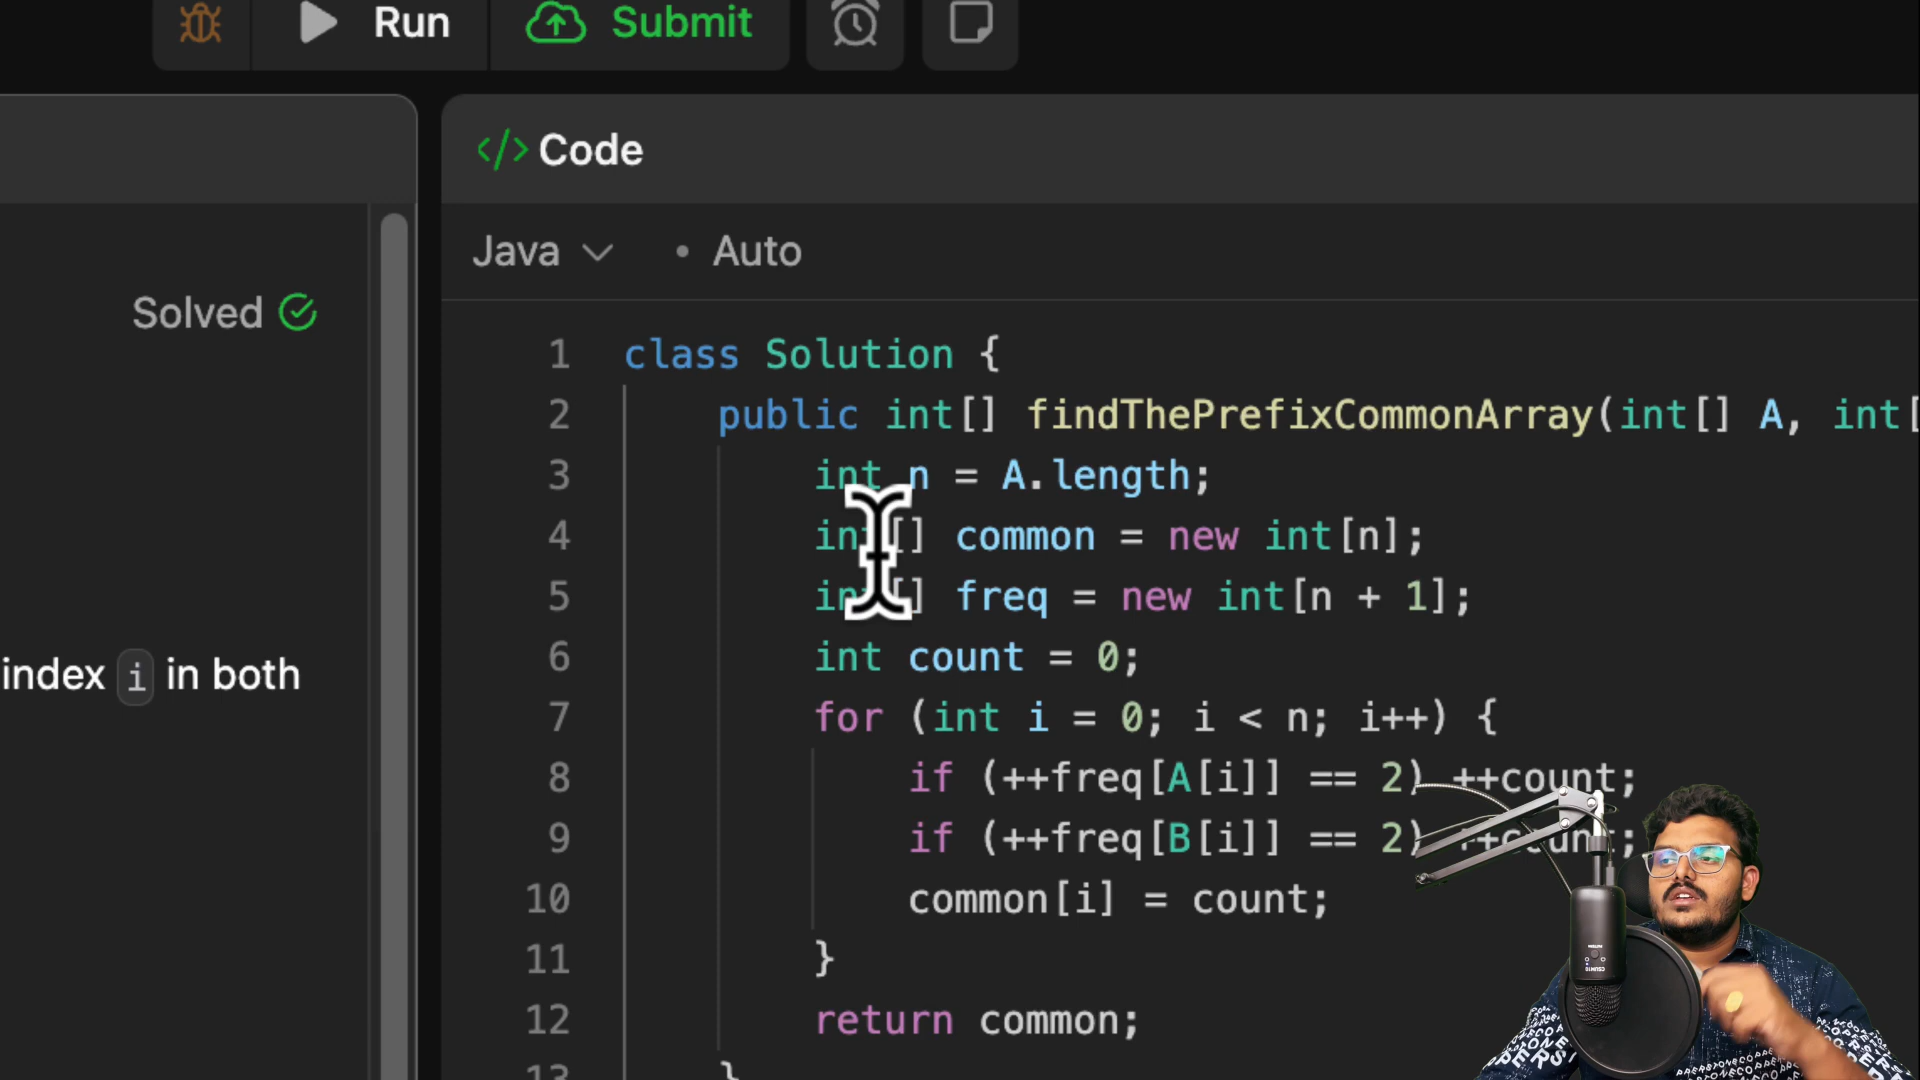 Run
Submit
Code
Java
Auto
Solved
index i in both
1 class Solution {
2 public int[] findThePrefixCommonArray(int[] A, int[
3 int n = A.length;
4 int[] common = new int[n];
5 int[] freq = new int[n + 1];
6 int count = 0;
7 for (int i = 0; i < n; i++) {
8 if (++freq[A[i]] == 2) ++count;
9 if (++freq[B[i]] == 2) ++count;
10 common[i] = count;
11 }
12 return common;
13 }